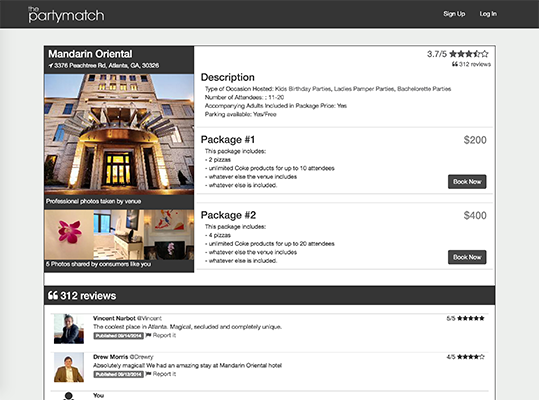 the
partymatch
Sign Up
Log In
Mandarin Oriental
3376 Peachtree Rd, Atlanta, GA, 30326
3.7/5
312 reviews
Description
Type of Occasion Hosted: Kids Birthday Parties, Ladies Pamper Parties, Bachelorette Parties
Number of Attendees: : 11-20
Accompanying Adults Included in Package Price: Yes
Parking available: Yes/Free
Professional photos taken by venue
Package #1
$200
This package includes:
- 2 pizzas
- unlimited Coke products for up to 10 attendees
- whatever else the venue includes
- whatever else is included.
Book Now
5 Photos shared by consumers like you
Package #2
$400
This package includes:
- 4 pizzas
- unlimited Coke products for up to 20 attendees
- whatever else the venue includes
- whatever else is included.
Book Now
312 reviews
Vincent Narbot @Vincent
5/5
The coolest place in Atlanta. Magical, secluded and completely unique.
Published 09/14/2014 Report it
Drew Morris @Drewry
4/5
Absolutely magical! We had an amazing stay at Mandarin Oriental hotel
Published 09/13/2014 Report it
You